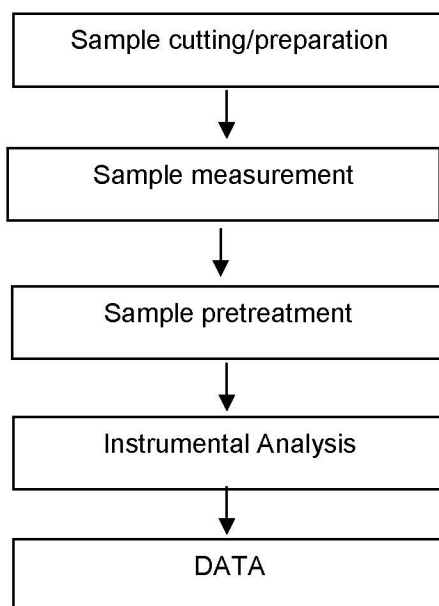 Sample cutting/preparation
Sample measurement
Sample pretreatment
Instrumental Analysis
DATA